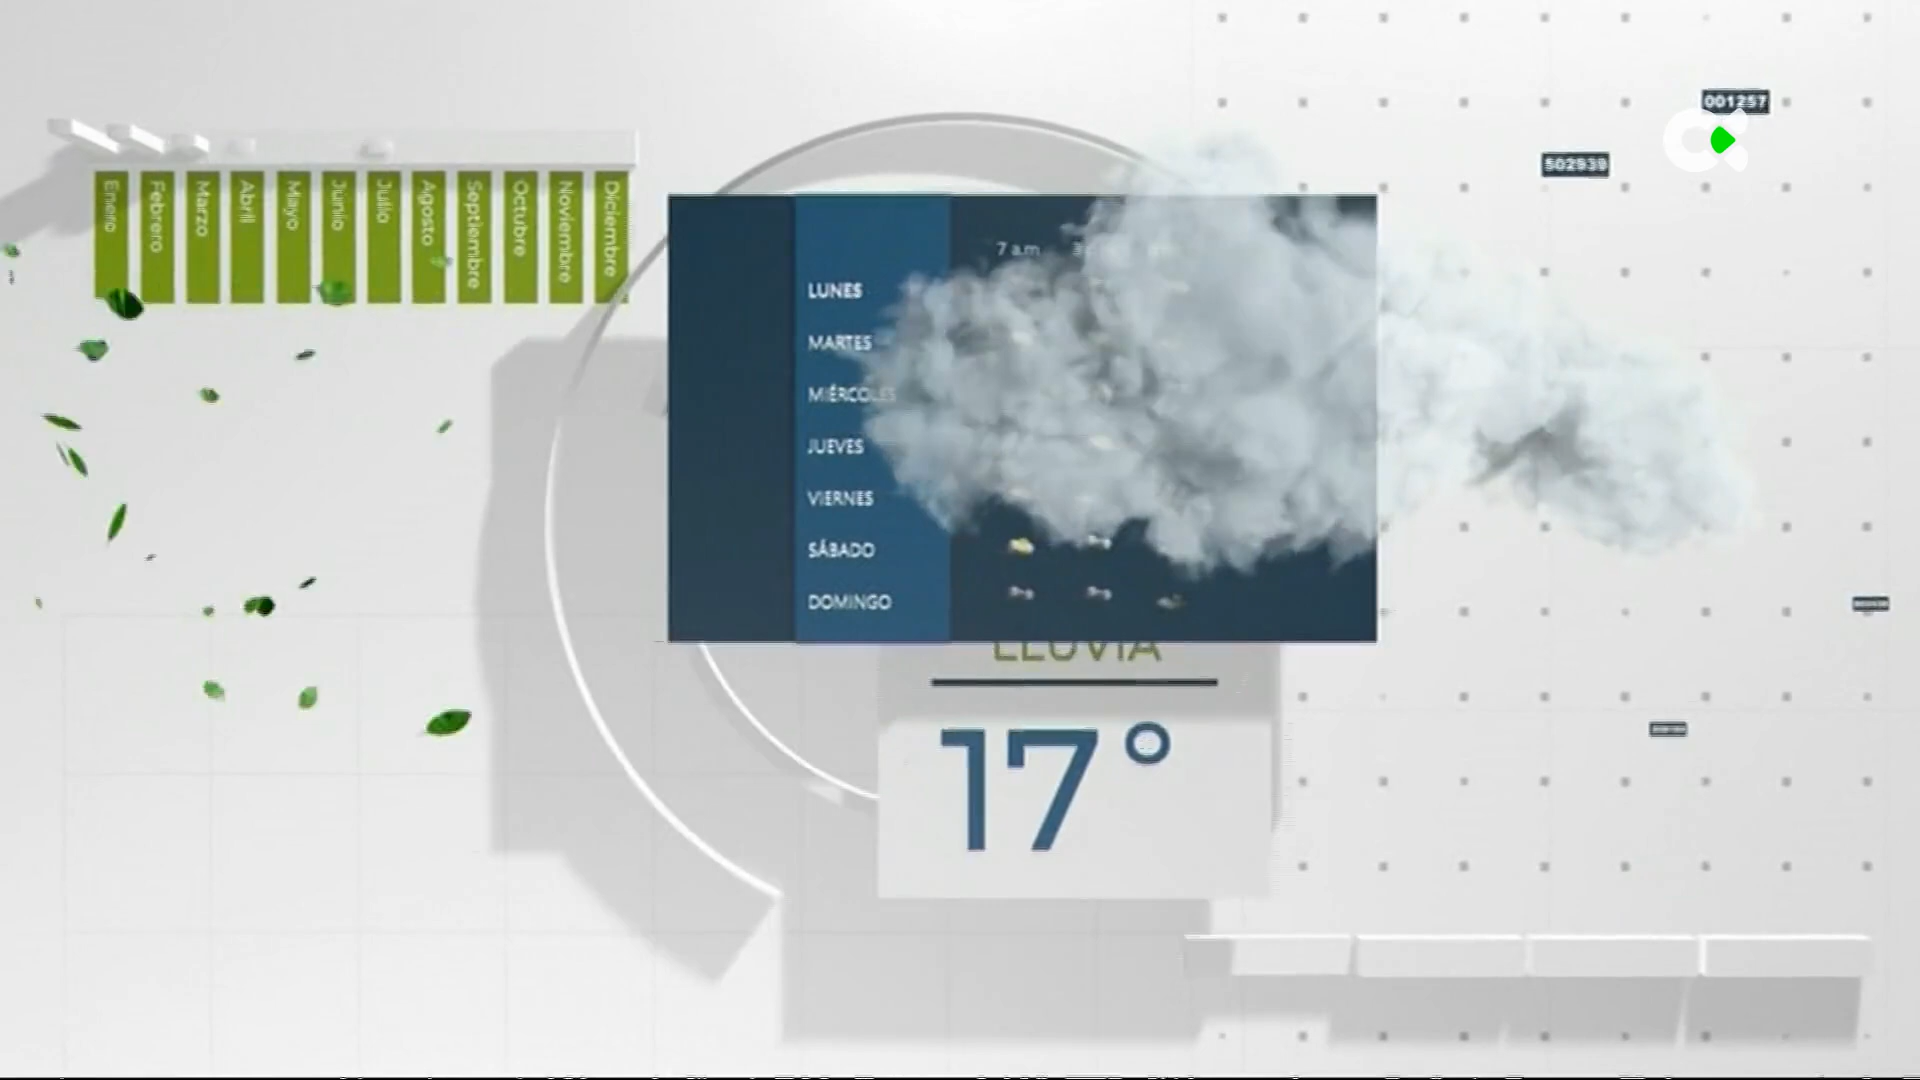 001257
502939
Enero
Febrero
Marzo
Abril
Mayo
Junio
Julio
Agosto
Septiembre
Octubre
Noviembre
Diciembre
7 a.m
LUNES
MARTES
MIÉRCOLES
JUEVES
VIERNES
SÁBADO
DOMINGO
LLUVIA
17°